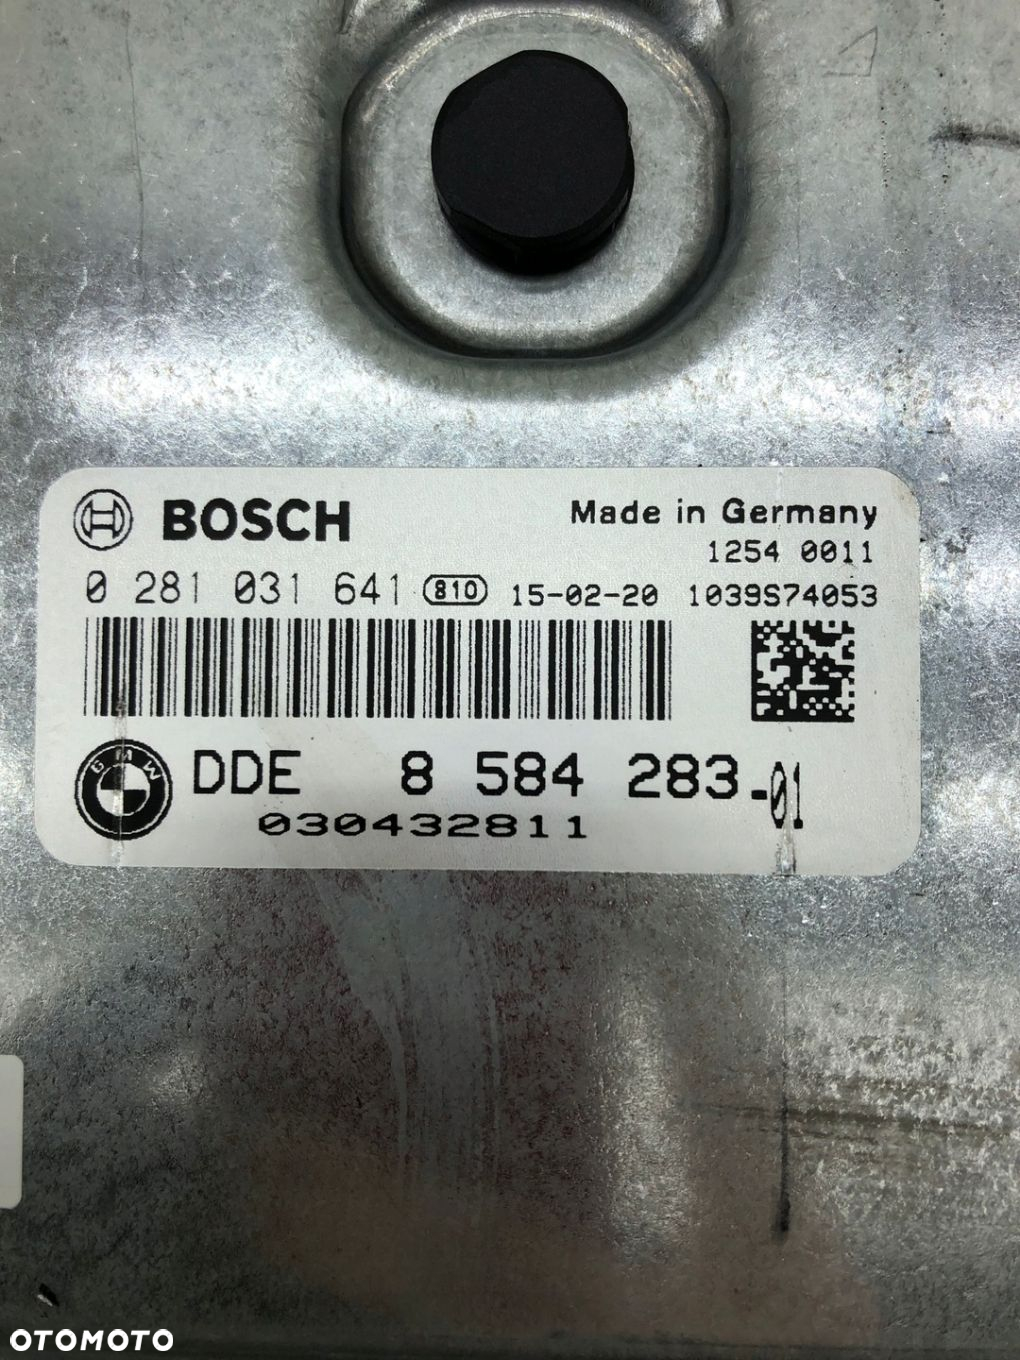 BOSCH
Made in Germany
1254 0011
0 281 031 641 810 15-02-20 1039S74053
BMW
DDE 8 584 283-01
030432811
OTOMOTO